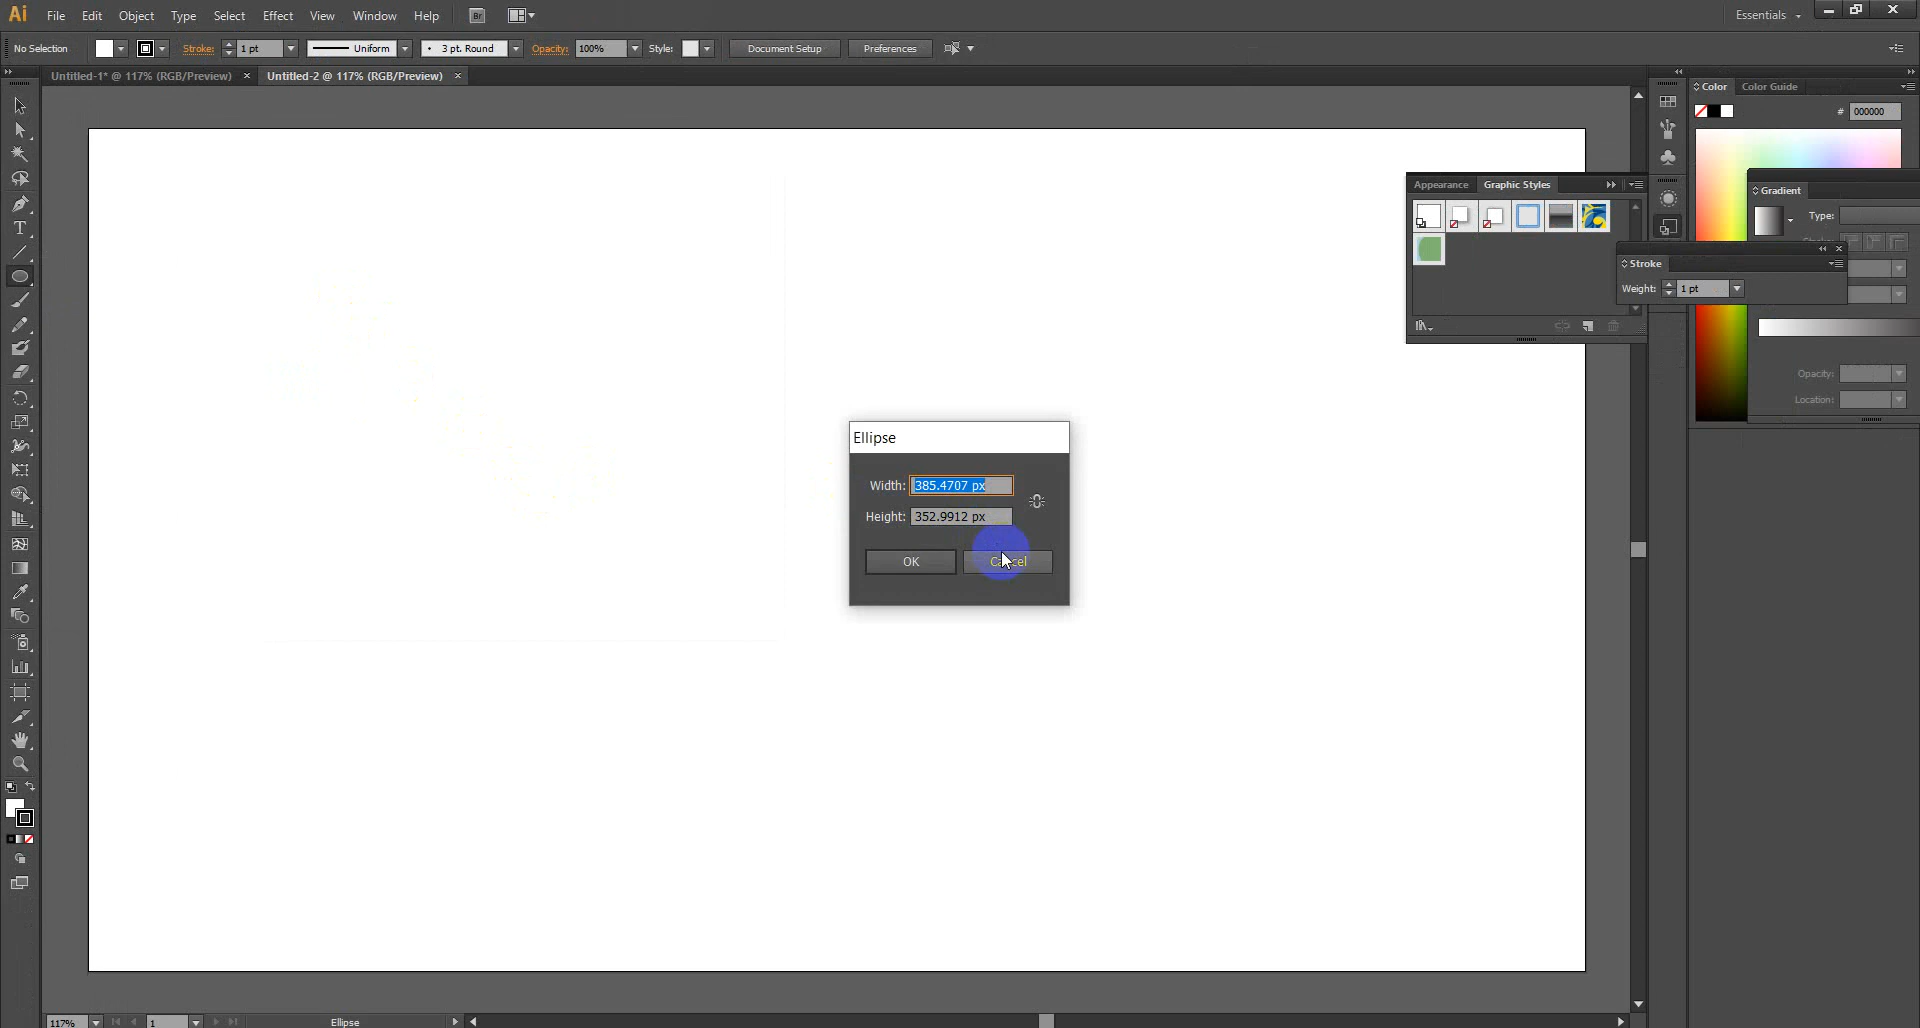 Ai File Edit Object Type Select Effect View Window Help Br Essentials
No Selection Stroke: 1 pt Uniform 3 pt. Round Opacity: 100% Style: Document Setup Preferences
Untitled-1* @ 117% (RGB/Preview) × Untitled-2 @ 117% (RGB/Preview) ×
Color Color Guide
# 000000
Appearance Graphic Styles
Gradient
Type:
Stroke
Weight: 1 pt
Opacity:
Location:
Ellipse
Width: 385.4707 px
Height: 352.9912 px
OK Cancel
117% 1 Ellipse